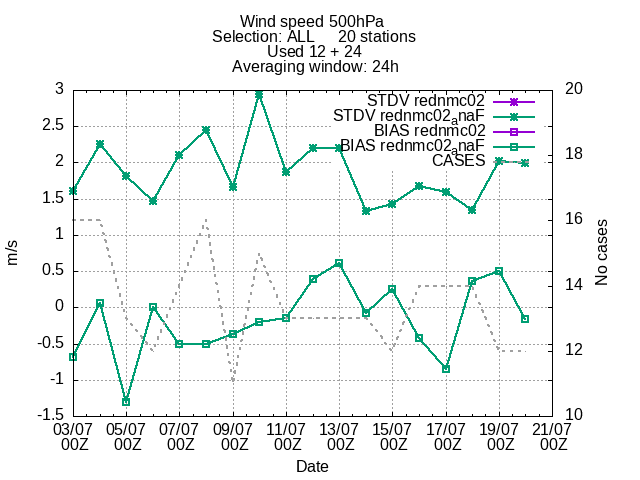 Wind speed 500hPa
Selection: ALL 20 stations
Used 12 + 24
Averaging window: 24h
STDV rednmc02
STDV rednmc02anaF
BIAS rednmc02
BIAS rednmc02anaF
CASES
3
2.5
2
1.5
1
0.5
0
-0.5
-1
-1.5
m/s
20
18
16
14
12
10
No cases
03/07 05/07 07/07 09/07 11/07 13/07 15/07 17/07 19/07 21/07
00Z 00Z 00Z 00Z 00Z 00Z 00Z 00Z 00Z 00Z
Date